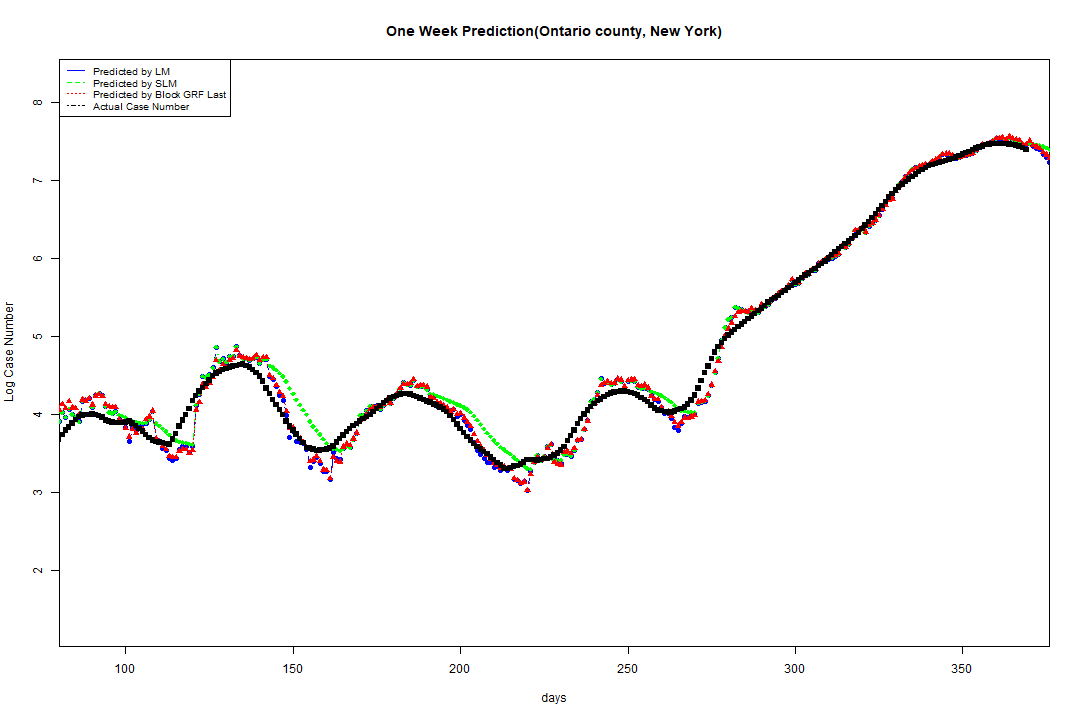 One Week Prediction(Ontario county, New York)
Predicted by LM
Predicted by SLM
Predicted by Block GRF Last
Actual Case Number
8
7
6
5
4
3
2
Log Case Number
100 150 200 250 300 350
days